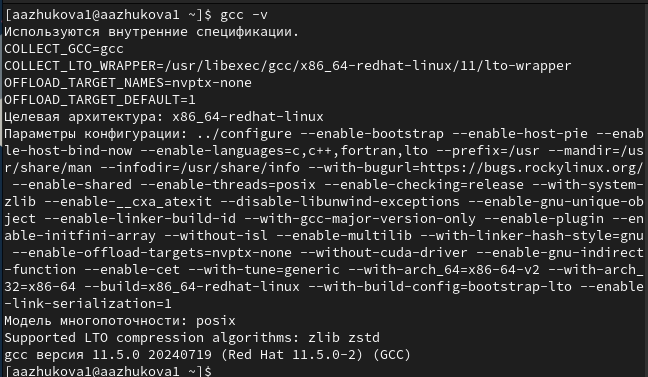 [aazhukova1@aazhukova1 ~]$ gcc -v
Используются внутренние спецификации.
COLLECT_GCC=gcc
COLLECT_LTO_WRAPPER=/usr/libexec/gcc/x86_64-redhat-linux/11/lto-wrapper
OFFLOAD_TARGET_NAMES=nvptx-none
OFFLOAD_TARGET_DEFAULT=1
Целевая архитектура: x86_64-redhat-linux
Параметры конфигурации: ../configure --enable-bootstrap --enable-host-pie --enab
le-host-bind-now --enable-languages=c,c++,fortran,lto --prefix=/usr --mandir=/us
r/share/man --infodir=/usr/share/info --with-bugurl=https://bugs.rockylinux.org/
 --enable-shared --enable-threads=posix --enable-checking=release --with-system-
zlib --enable-__cxa_atexit --disable-libunwind-exceptions --enable-gnu-unique-ob
ject --enable-linker-build-id --with-gcc-major-version-only --enable-plugin --en
able-initfini-array --without-isl --enable-multilib --with-linker-hash-style=gnu
 --enable-offload-targets=nvptx-none --without-cuda-driver --enable-gnu-indirect
-function --enable-cet --with-tune=generic --with-arch_64=x86-64-v2 --with-arch_
32=x86-64 --build=x86_64-redhat-linux --with-build-config=bootstrap-lto --enable
-link-serialization=1
Модель многопоточности: posix
Supported LTO compression algorithms: zlib zstd
gcc версия 11.5.0 20240719 (Red Hat 11.5.0-2) (GCC)
[aazhukova1@aazhukova1 ~]$